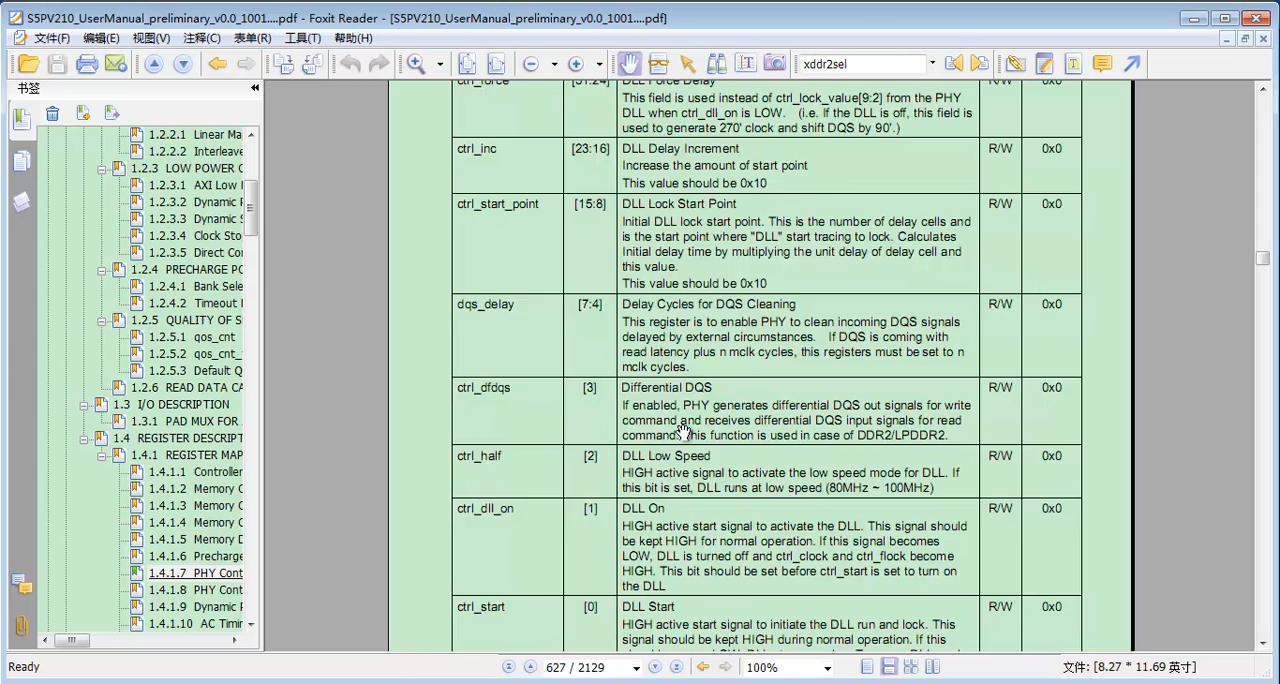 S5PV210_UserManual_preliminary_v0.0_1001....pdf - Foxit Reader - [S5PV210_UserManual_preliminary_v0.0_1001....pdf]
文件(F) 编辑(E) 视图(V) 注释(C) 表单(R) 工具(T) 帮助(H)
xddr2sel
书签
1.2.2.1 Linear Ma
1.2.2.2 Interleave
1.2.3 LOW POWER C
1.2.3.1 AXI Low
1.2.3.2 Dynamic
1.2.3.3 Dynamic
1.2.3.4 Clock Sto
1.2.3.5 Direct Co
1.2.4 PRECHARGE PO
1.2.4.1 Bank Selec
1.2.4.2 Timeout
1.2.5 QUALITY OF S
1.2.5.1 qos_cnt
1.2.5.2 qos_cnt_
1.2.5.3 Default Q
1.2.6 READ DATA CA
1.3 I/O DESCRIPTION
1.3.1 PAD MUX FOR
1.4 REGISTER DESCRIPT
1.4.1 REGISTER MAP
1.4.1.1 Controller
1.4.1.2 Memory C
1.4.1.3 Memory C
1.4.1.4 Memory C
1.4.1.5 Memory D
1.4.1.6 Precharge
1.4.1.7 PHY Cont
1.4.1.8 PHY Cont
1.4.1.9 Dynamic
1.4.1.10 AC Timin
ctrl_force [31:24] DLL Force Delay R/W 0x0
This field is used instead of ctrl_lock_value[9:2] from the PHY
DLL when ctrl_dll_on is LOW. (i.e. If the DLL is off, this field is
used to generate 270' clock and shift DQS by 90'.)
ctrl_inc [23:16] DLL Delay Increment R/W 0x0
Increase the amount of start point
This value should be 0x10
ctrl_start_point [15:8] DLL Lock Start Point R/W 0x0
Initial DLL lock start point. This is the number of delay cells and
is the start point where "DLL" start tracing to lock. Calculates
Initial delay time by multiplying the unit delay of delay cell and
this value.
This value should be 0x10
dqs_delay [7:4] Delay Cycles for DQS Cleaning R/W 0x0
This register is to enable PHY to clean incoming DQS signals
delayed by external circumstances. If DQS is coming with
read latency plus n mclk cycles, this registers must be set to n
mclk cycles.
ctrl_dfdqs [3] Differential DQS R/W 0x0
If enabled, PHY generates differential DQS out signals for write
command and receives differential DQS input signals for read
command. This function is used in case of DDR2/LPDDR2.
ctrl_half [2] DLL Low Speed R/W 0x0
HIGH active signal to activate the low speed mode for DLL. If
this bit is set, DLL runs at low speed (80MHz ~ 100MHz)
ctrl_dll_on [1] DLL On R/W 0x0
HIGH active start signal to activate the DLL. This signal should
be kept HIGH for normal operation. If this signal becomes
LOW, DLL is turned off and ctrl_clock and ctrl_flock become
HIGH. This bit should be set before ctrl_start is set to turn on
the DLL
ctrl_start [0] DLL Start R/W 0x0
HIGH active start signal to initiate the DLL run and lock. This
signal should be kept HIGH during normal operation. If this
Ready 627 / 2129 100% 文件: [8.27 * 11.69 英寸]